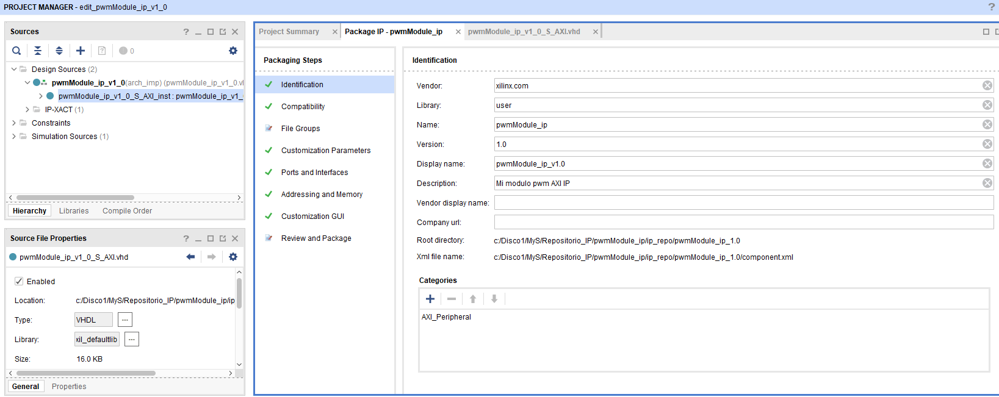 PROJECT MANAGER - edit_pwmModule_ip_v1_0
?
Sources
?
? 0
Design Sources (2)
pwmModule_ip_v1_0(arch_imp) (pwmModule_ip_v1_0.vl
pwmModule_ip_v1_0_S_AXI_inst : pwmModule_ip_v1_
IP-XACT (1)
Constraints
Simulation Sources (1)
Hierarchy Libraries Compile Order
Source File Properties
?
pwmModule_ip_v1_0_S_AXI.vhd
Enabled
Location: c:/Disco1/MyS/Repositorio_IP/pwmModule_ip/ip
Type: VHDL ...
Library: xil_defaultlib ...
Size: 16.0 KB
General Properties
Project Summary Package IP - pwmModule_ip pwmModule_ip_v1_0_S_AXI.vhd
Packaging Steps
Identification
Compatibility
File Groups
Customization Parameters
Ports and Interfaces
Addressing and Memory
Customization GUI
Review and Package
Identification
Vendor: xilinx.com
Library: user
Name: pwmModule_ip
Version: 1.0
Display name: pwmModule_ip_v1.0
Description: Mi modulo pwm AXI IP
Vendor display name:
Company url:
Root directory: c:/Disco1/MyS/Repositorio_IP/pwmModule_ip/ip_repo/pwmModule_ip_1.0
Xml file name: c:/Disco1/MyS/Repositorio_IP/pwmModule_ip/ip_repo/pwmModule_ip_1.0/component.xml
Categories
AXI_Peripheral